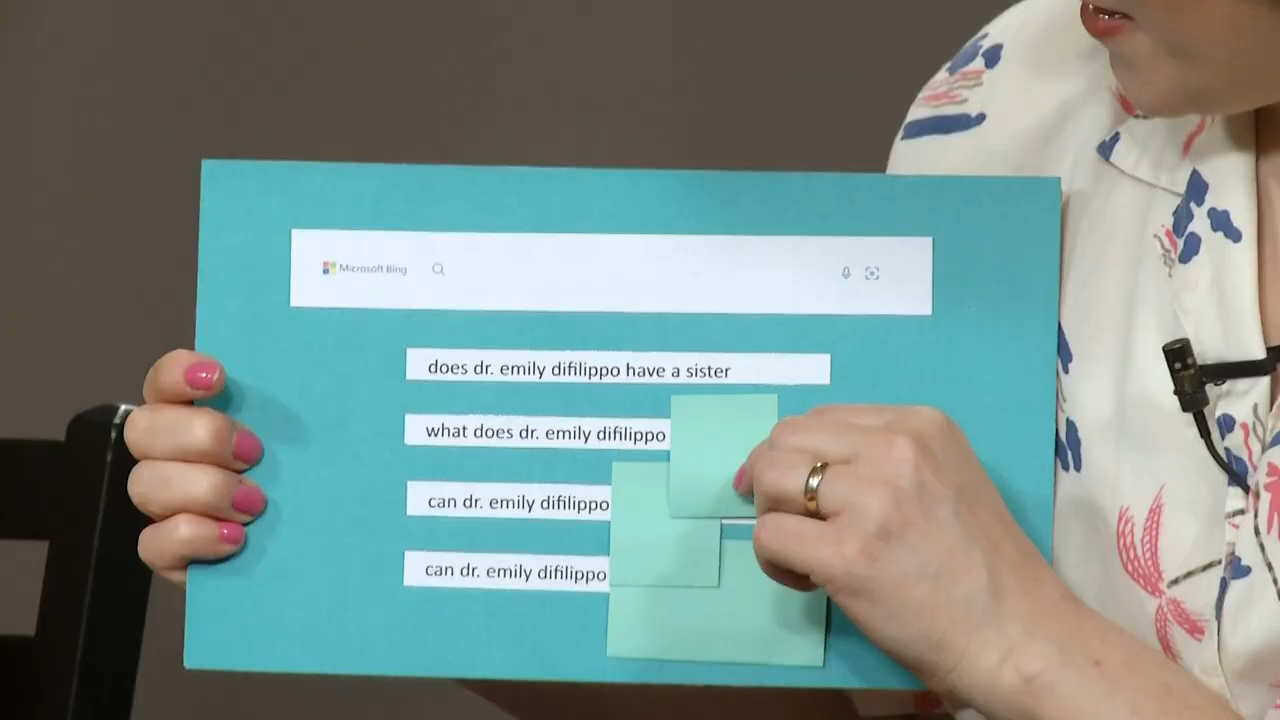 Microsoft Bing
does dr. emily difilippo have a sister
what does dr. emily difilippo
can dr. emily difilippo
can dr. emily difilippo